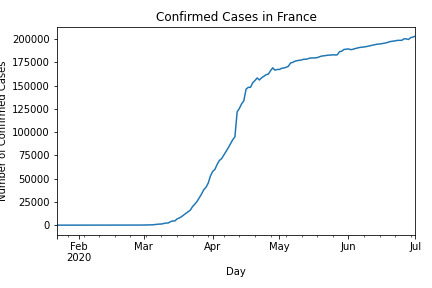 Confirmed Cases in France
Number of Confirmed Cases
200000
175000
150000
125000
100000
75000
50000
25000
0
Feb Mar Apr May Jun Jul
2020
Day